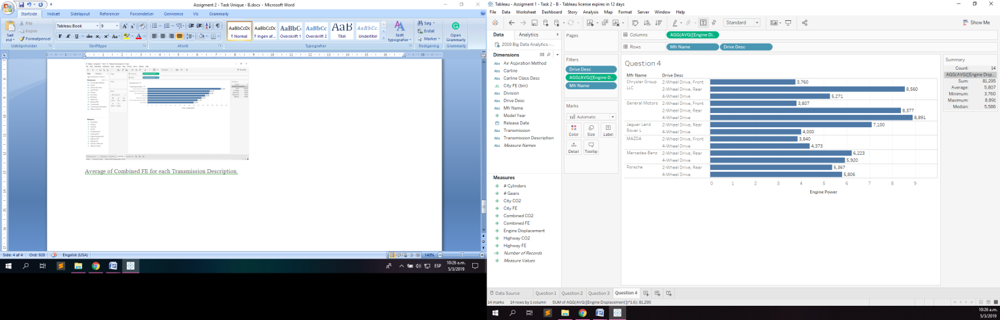 Assigment 2 - Task Unique - B.docx - Microsoft Word
Startside Indsæt Sidelayout Referencer Forsendelser Gennemse Vis Grammarly
Sæt ind
Klip
Kopier
Formatpensel
Udklipsholder
Tableau Book 9
Skrifttype
Afsnit
AaBbCcDc AaBbCcDc AaBbC AaBbCc AaB AaBbCc.
¶ Normal ¶ Ingen af... Overskrift 1 Overskrift 2 Titel Undertitel
Typografier
Skift typografier
Søg
Erstat
Markér
Redigering
Open Grammarly
Grammarly
Average of Combined FE for each Transmission Description.
Side: 4 af 4 Ord: 928 Engelsk (USA) 140%
ESP
10:26 a.m.
5/3/2019
Tableau - Assigment 1 - Task 2 - B - Tableau license expires in 12 days
File Data Worksheet Dashboard Story Analysis Map Format Server Window Help
Standard
Show Me
Data Analytics
2019 Big Data Analytics -...
Dimensions
Abc Air Aspiration Method
Abc Carline
Abc Carline Class Desc
City FE (bin)
Abc Division
Abc Drive Desc
Abc Mfr Name
Model Year
Release Date
Abc Transmission
Abc Transmission Description
Abc Measure Names
Measures
# Cylinders
# Gears
City CO2
City FE
Combined CO2
Combined FE
Engine Displacement
Highway CO2
Highway FE
Number of Records
Measure Values
Pages
Filters
Drive Desc
AGG(AVG([Engine D..
Mfr Name
Marks
Automatic
Color Size Label
Detail Tooltip
Columns AGG(AVG([Engine Di..
Rows Mfr Name Drive Desc
Question 4
Mfr Name Drive Desc
Chrysler Group LLC 2-Wheel Drive, Front 3,760
2-Wheel Drive, Rear 8,560
4-Wheel Drive 5,271
General Motors 2-Wheel Drive, Front 3,807
2-Wheel Drive, Rear 8,377
4-Wheel Drive 8,891
Jaguar Land Rover L 2-Wheel Drive, Rear 7,100
4-Wheel Drive 4,000
MAZDA 2-Wheel Drive, Front 3,840
4-Wheel Drive 4,373
Mercedes-Benz 2-Wheel Drive, Rear 6,223
4-Wheel Drive 5,920
Porsche 2-Wheel Drive, Rear 5,367
4-Wheel Drive 5,806
0 1 2 3 4 5 6 7 8 9
Engine Power
Summary
Count: 14
AGG(AVG([Engine Disp...
Sum: 81.295
Average: 5.807
Minimum: 3.760
Maximum: 8.891
Median: 5.586
Data Source Question 1 Question 2 Question 3 Question 4
14 marks 14 rows by 1 column SUM of AGG(AVG([Engine Displacement])*1.6): 81.295
10:26 a.m.
5/3/2019